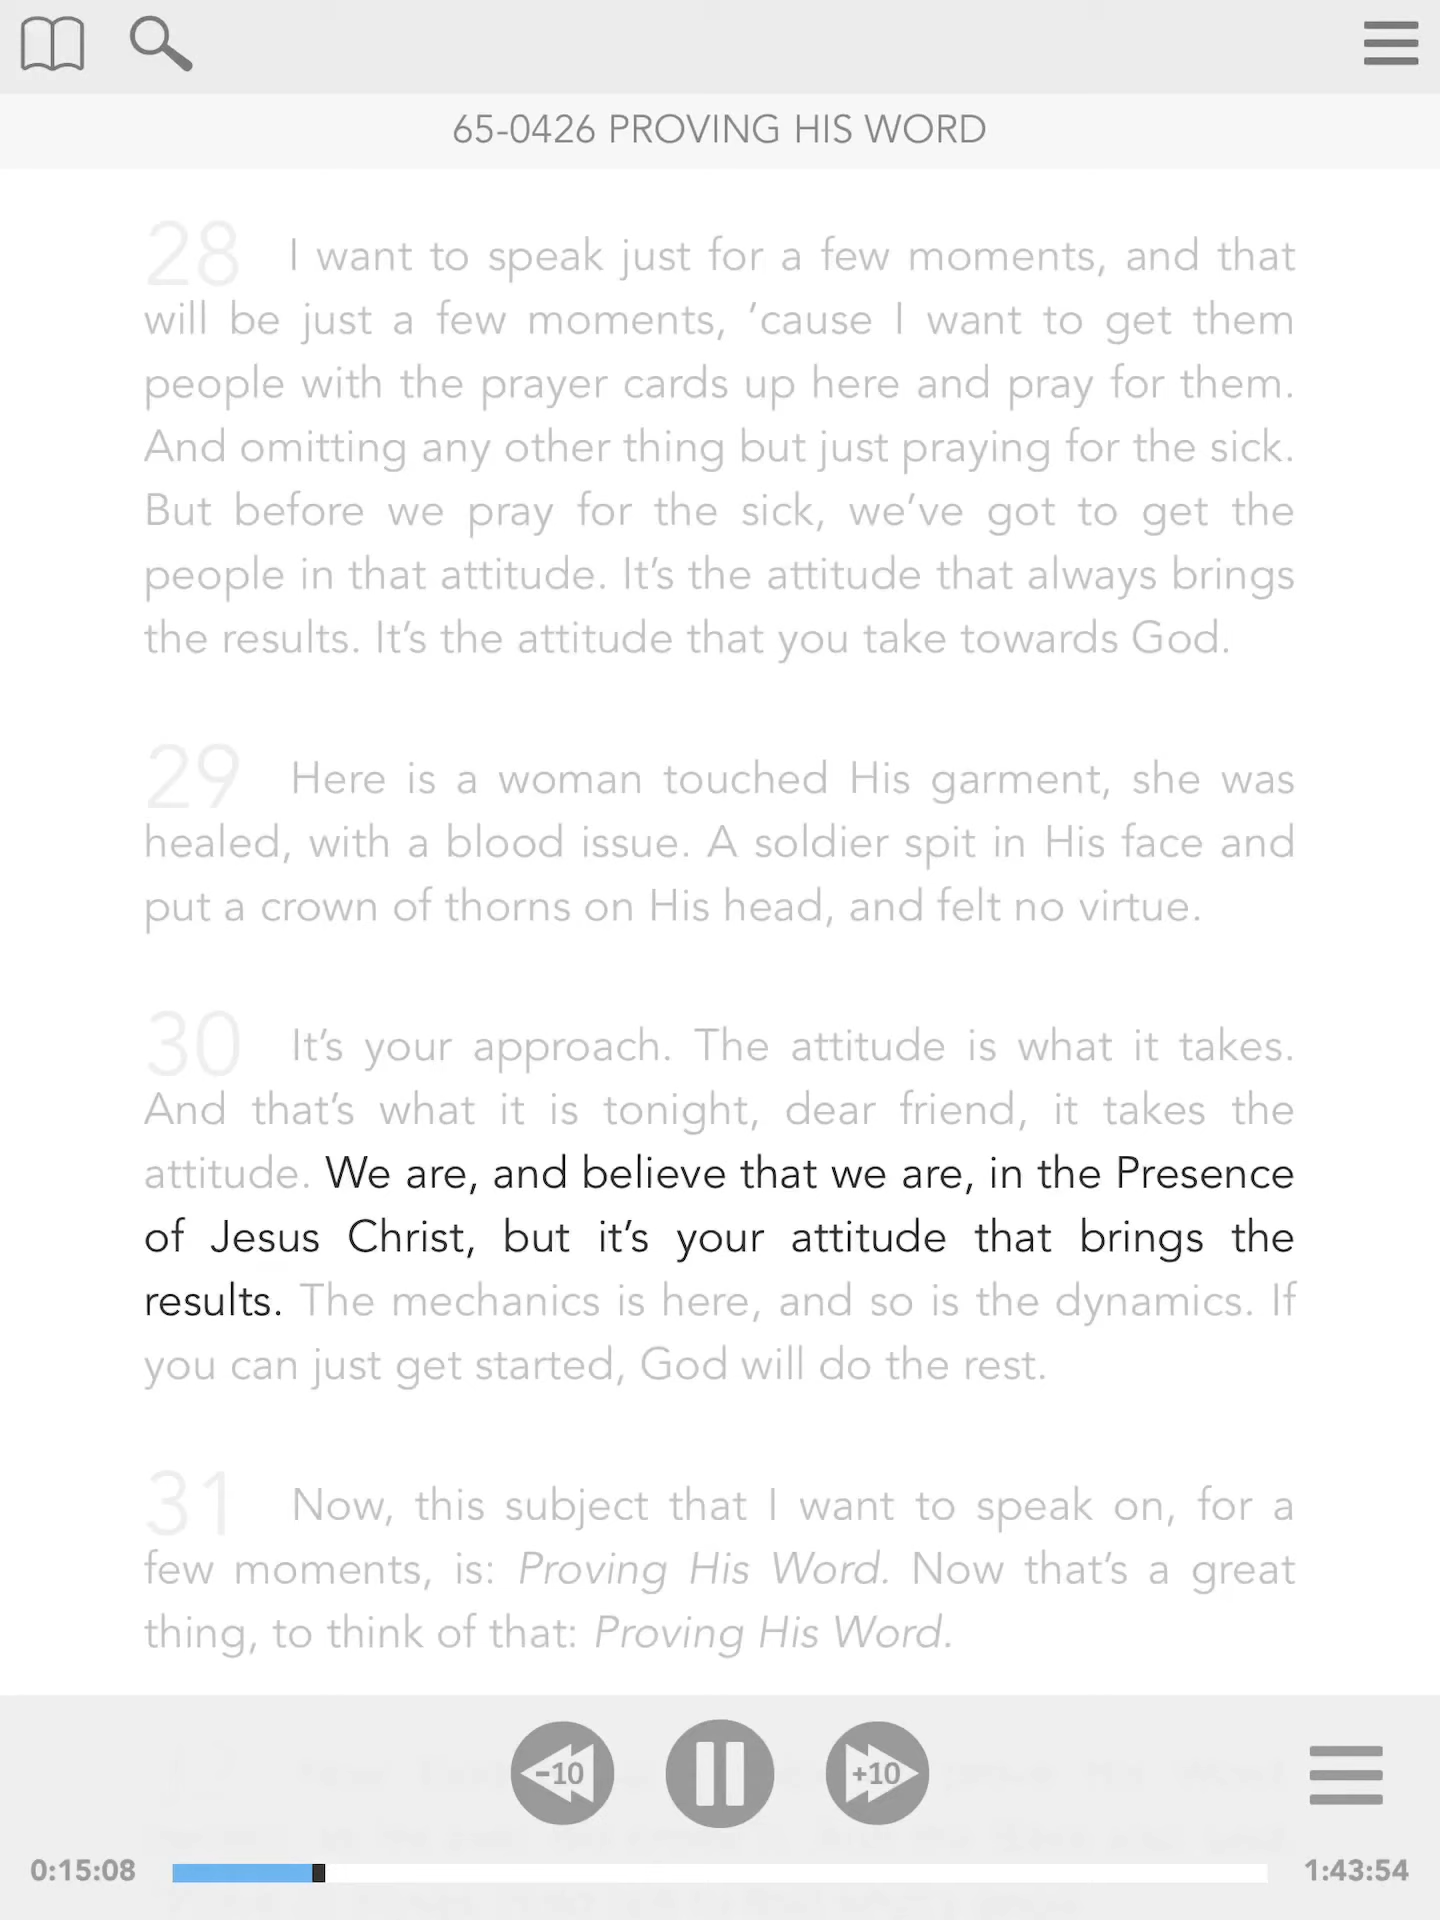 65-0426 PROVING HIS WORD
28 I want to speak just for a few moments, and that
will be just a few moments, ’cause I want to get them
people with the prayer cards up here and pray for them.
And omitting any other thing but just praying for the sick.
But before we pray for the sick, we’ve got to get the
people in that attitude. It’s the attitude that always brings
the results. It’s the attitude that you take towards God.
29 Here is a woman touched His garment, she was
healed, with a blood issue. A soldier spit in His face and
put a crown of thorns on His head, and felt no virtue.
30 It’s your approach. The attitude is what it takes.
And that’s what it is tonight, dear friend, it takes the
attitude. We are, and believe that we are, in the Presence
of Jesus Christ, but it’s your attitude that brings the
results. The mechanics is here, and so is the dynamics. If
you can just get started, God will do the rest.
31 Now, this subject that I want to speak on, for a
few moments, is: Proving His Word. Now that’s a great
thing, to think of that: Proving His Word.
-10 +10
0:15:08 1:43:54